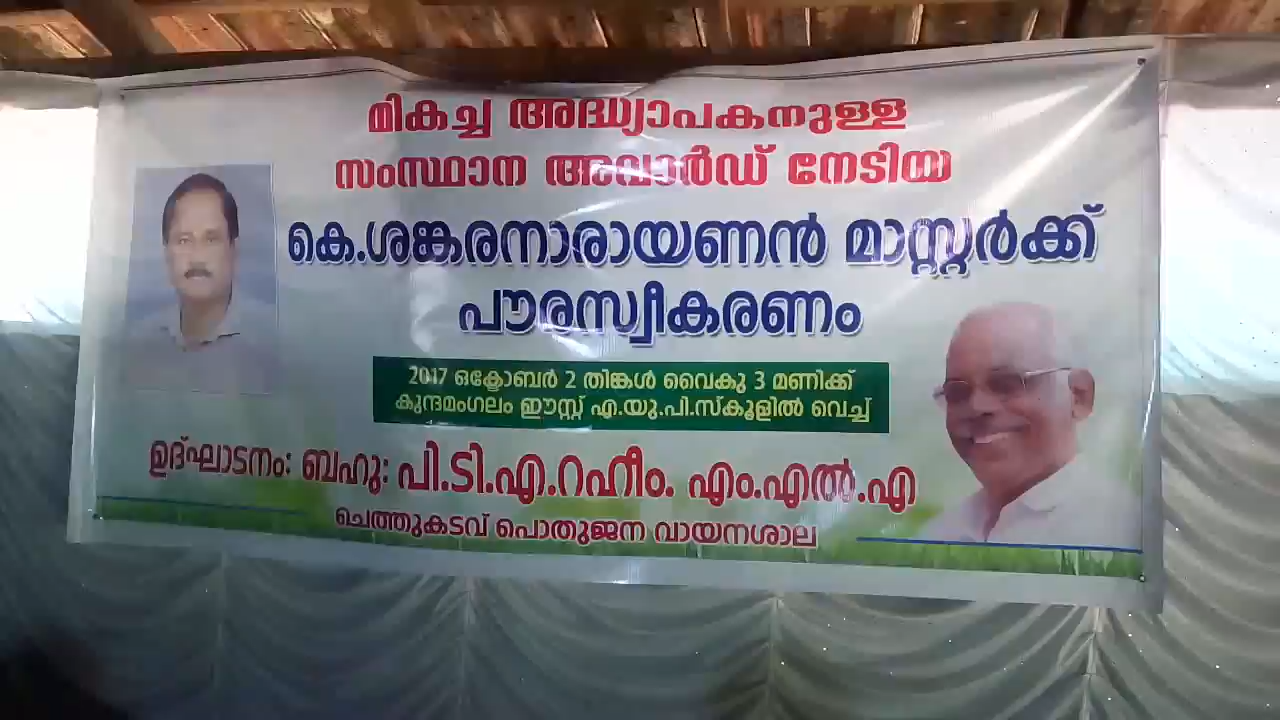 മികച്ച അദ്ധ്യാപകനുള്ള
സംസ്ഥാന അവാർഡ് നേടിയ
കെ.ശങ്കരനാരായണൻ മാസ്റ്റർക്ക്
പൗരസ്വീകരണം
2017 ഒക്ടോബർ 2 തിങ്കൾ വൈകു 3 മണിക്ക്
കുന്ദമംഗലം ഈസ്റ്റ് എ.യു.പി.സ്കൂളിൽ വെച്ച്
ഉദ്ഘാടനം: ബഹു: പി.ടി.എ.റഹീം. എം.എൽ.എ
ചെത്തുകടവ് പൊതുജന വായനശാല